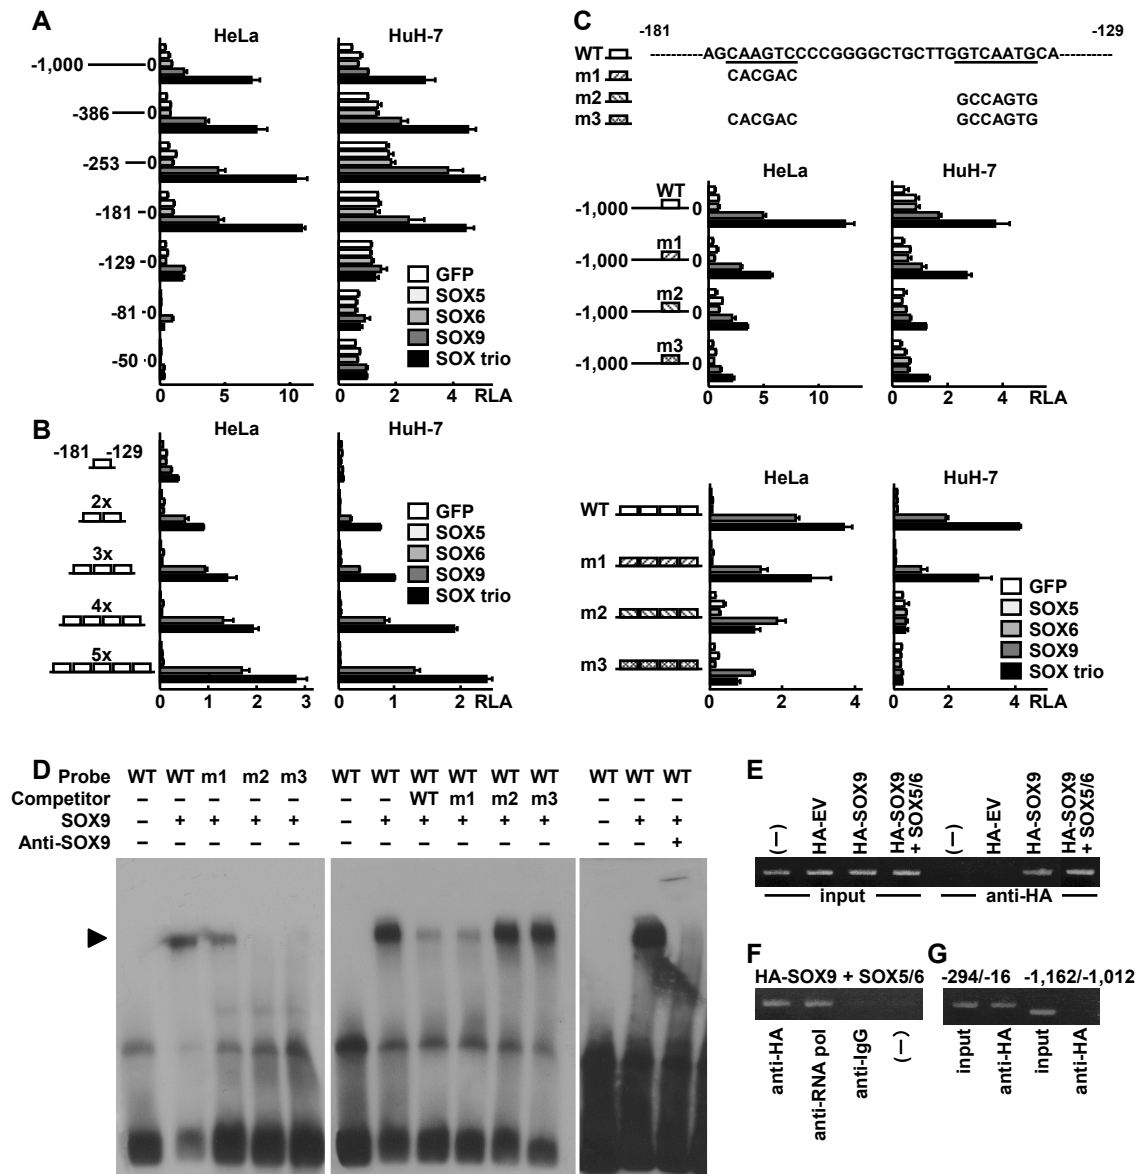 A
HeLa
HuH-7
-1,000 0
-386 0
-253 0
-181 0
-129 0
-81 0
-50 0
GFP
SOX5
SOX6
SOX9
SOX trio
0 5 10
0 2 4 RLA
B
HeLa
HuH-7
-181 -129
2x
3x
4x
5x
GFP
SOX5
SOX6
SOX9
SOX trio
0 1 2 3
0 1 2 RLA
C
-181 -129
WT ----------AGCAAGTCCCCGGGGCTGCTTGGTCAATGCA----------
m1 CACGAC
m2 GCCAGTG
m3 CACGAC GCCAGTG
HeLa
HuH-7
-1,000 WT 0
-1,000 m1 0
-1,000 m2 0
-1,000 m3 0
0 5 10
0 2 4 RLA
HeLa
HuH-7
WT
m1
m2
m3
GFP
SOX5
SOX6
SOX9
SOX trio
0 2 4
0 2 4 RLA
D
Probe WT WT m1 m2 m3 WT WT WT WT WT WT WT WT WT
Competitor – – – – – – – WT m1 m2 m3 – – –
SOX9 – + + + + – + + + + + – + +
Anti-SOX9 – – – – – – – – – – – – – +
E
(–) HA-EV HA-SOX9 HA-SOX9 + SOX5/6 (–) HA-EV HA-SOX9 HA-SOX9 + SOX5/6
input anti-HA
F
HA-SOX9 + SOX5/6
anti-HA anti-RNA pol anti-IgG (–)
G
-294/-16 -1,162/-1,012
input anti-HA input anti-HA